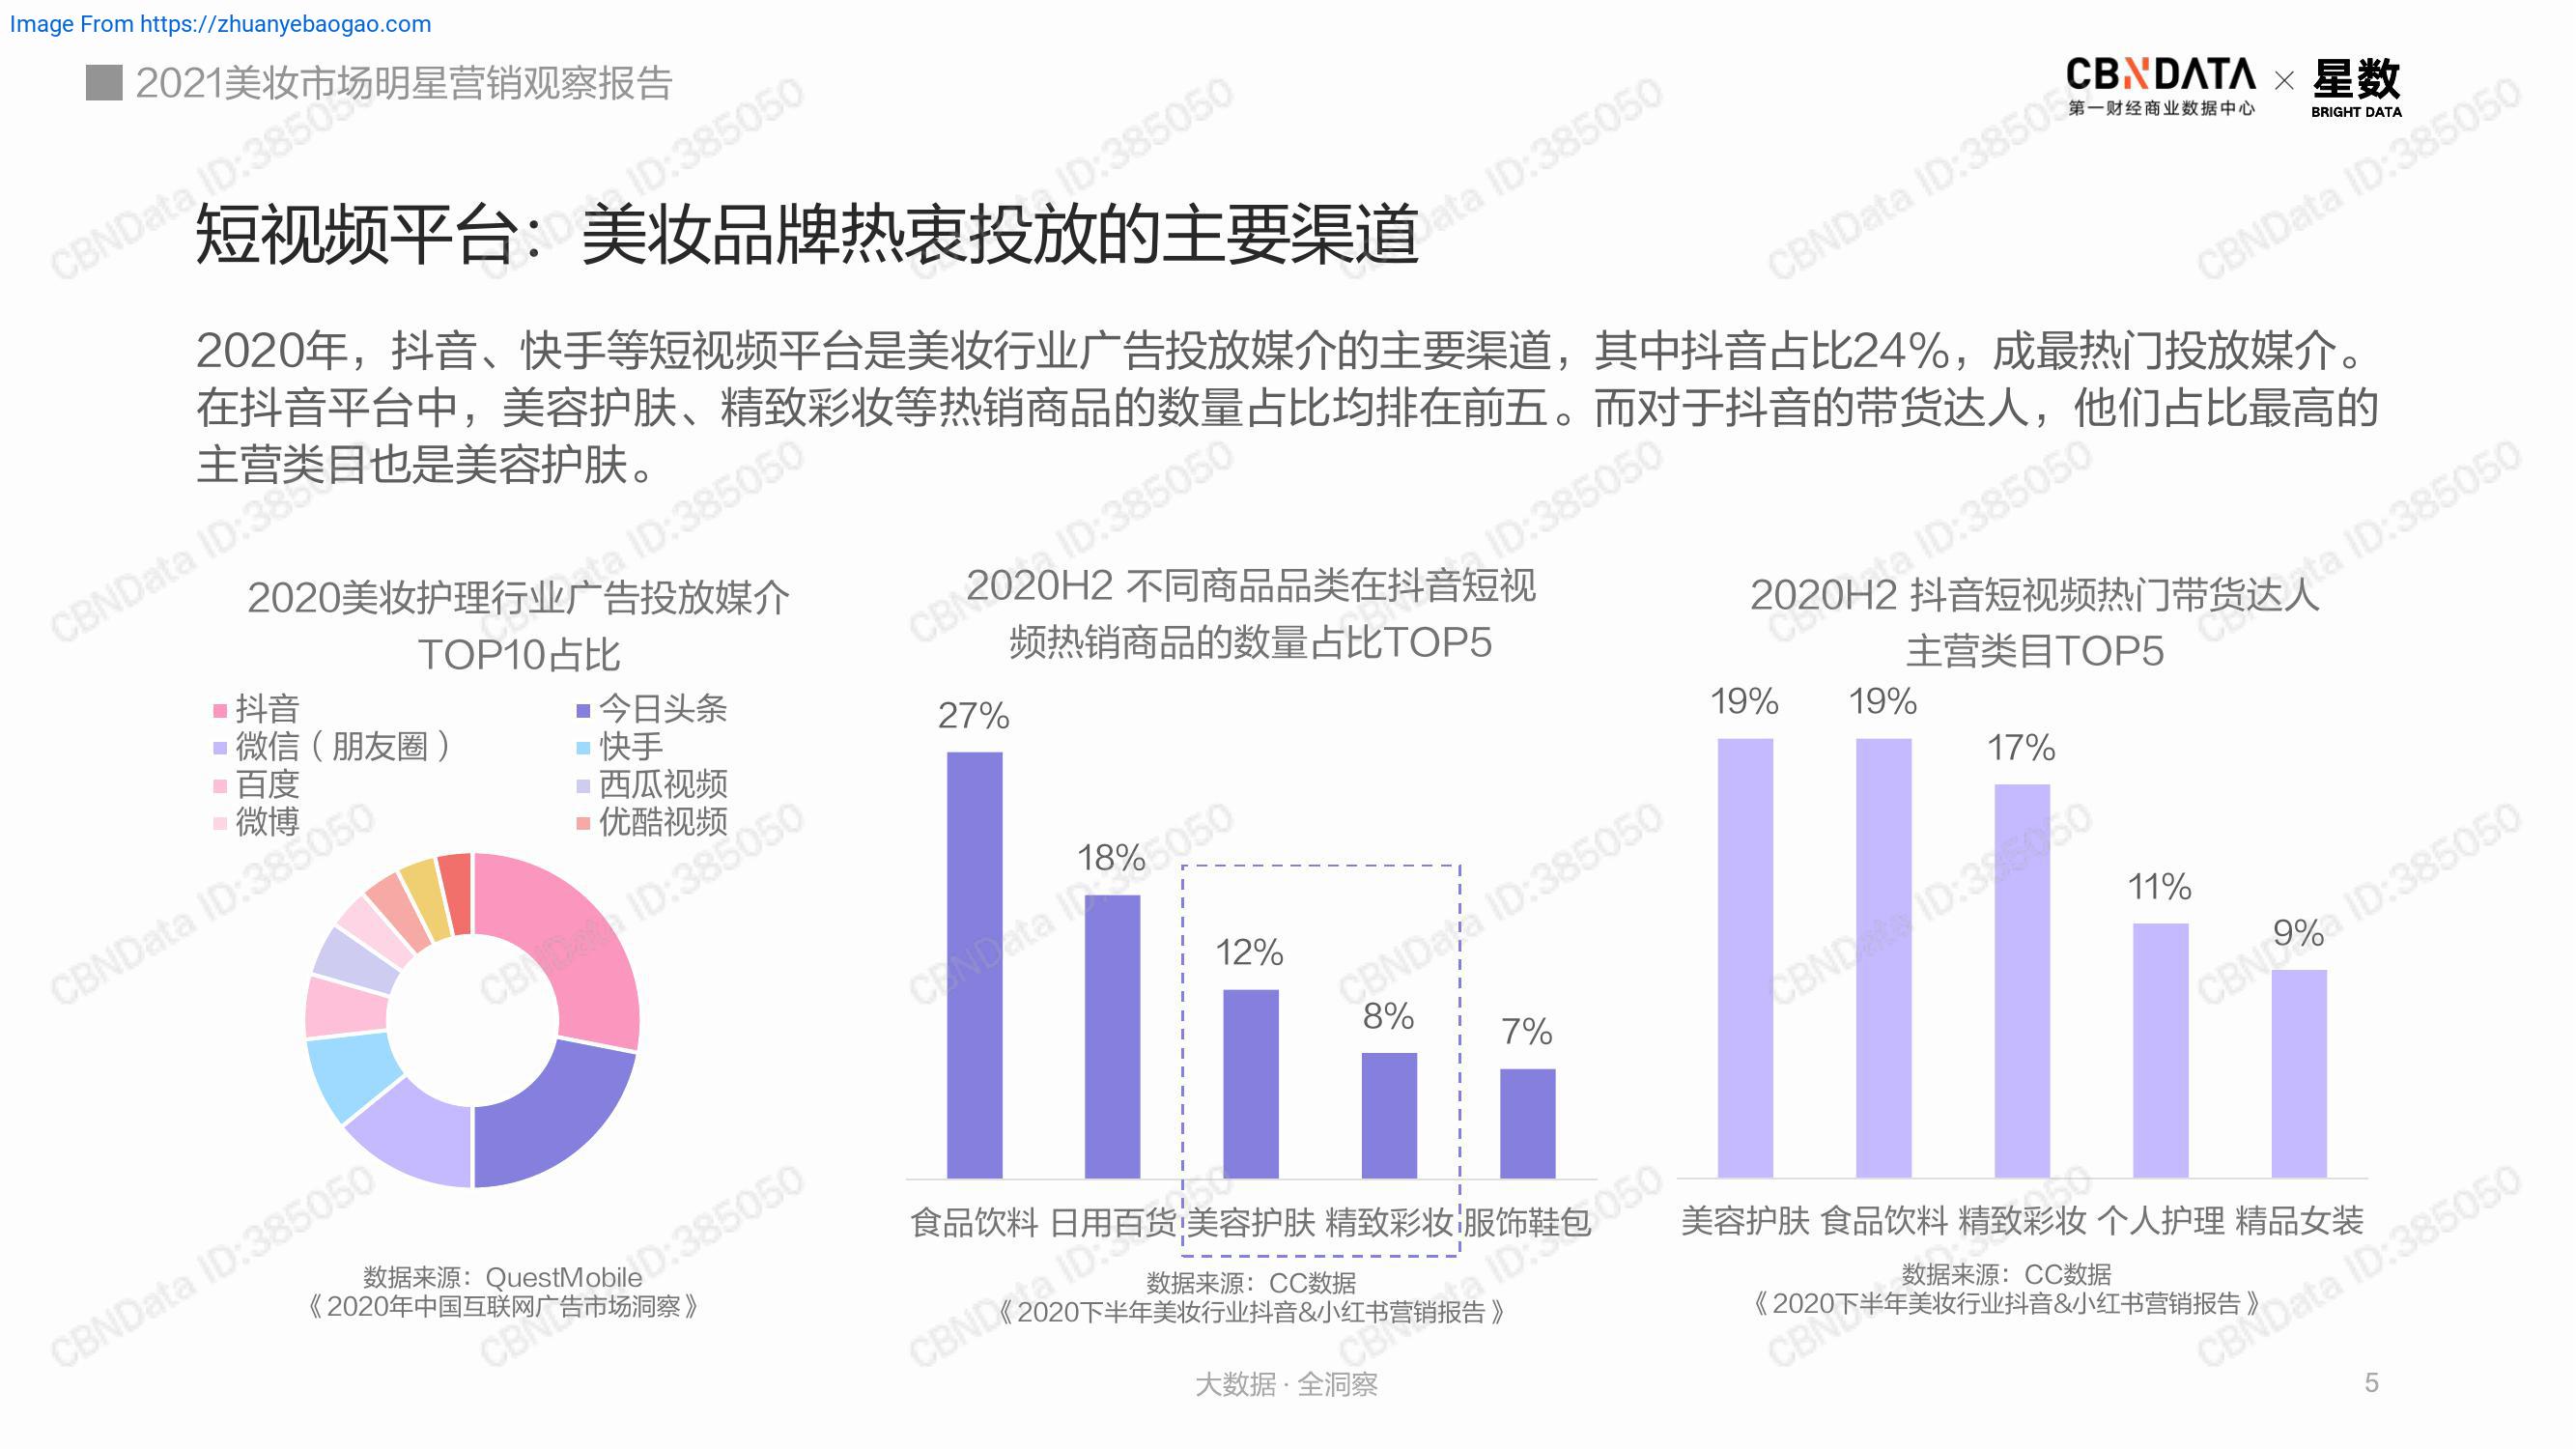 Image From https://zhuanyebaogao.com
2021美妆市场明星营销观察报告
CBNDATA × 星数
第一财经商业数据中心 BRIGHT DATA
短视频平台：美妆品牌热衷投放的主要渠道
2020年，抖音、快手等短视频平台是美妆行业广告投放媒介的主要渠道，其中抖音占比24%，成最热门投放媒介。
在抖音平台中，美容护肤、精致彩妆等热销商品的数量占比均排在前五。而对于抖音的带货达人，他们占比最高的
主营类目也是美容护肤。
2020美妆护理行业广告投放媒介
TOP10占比
抖音 今日头条
微信（朋友圈） 快手
百度 西瓜视频
微博 优酷视频
数据来源：QuestMobile
《2020年中国互联网广告市场洞察》
2020H2 不同商品品类在抖音短视
频热销商品的数量占比TOP5
27%
18%
12%
8%
7%
食品饮料 日用百货 美容护肤 精致彩妆 服饰鞋包
数据来源：CC数据
《2020下半年美妆行业抖音&小红书营销报告》
2020H2 抖音短视频热门带货达人
主营类目TOP5
19% 19%
17%
11%
9%
美容护肤 食品饮料 精致彩妆 个人护理 精品女装
数据来源：CC数据
《2020下半年美妆行业抖音&小红书营销报告》
大数据 · 全洞察
5
CBNData ID:385050